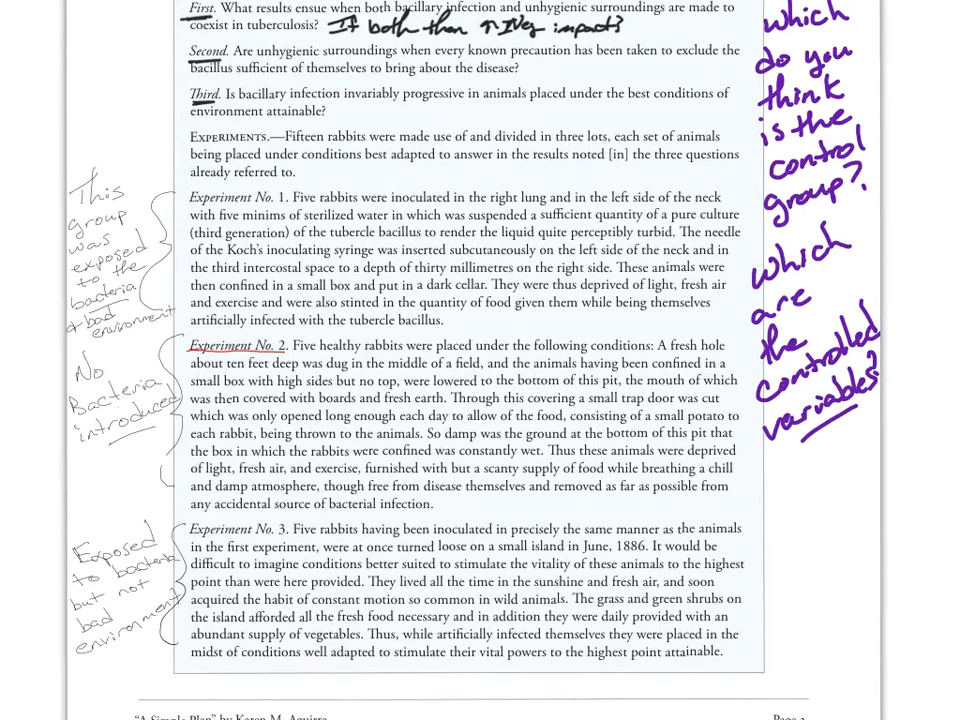 First. What results ensue when both bacillary infection and unhygienic surroundings are made to
coexist in tuberculosis? If both then ↑ IVeg impact?
Second. Are unhygienic surroundings when every known precaution has been taken to exclude the
bacillus sufficient of themselves to bring about the disease?
Third. Is bacillary infection invariably progressive in animals placed under the best conditions of
environment attainable?
EXPERIMENTS.—Fifteen rabbits were made use of and divided in three lots, each set of animals
being placed under conditions best adapted to answer in the results noted [in] the three questions
already referred to.
Experiment No. 1. Five rabbits were inoculated in the right lung and in the left side of the neck
with five minims of sterilized water in which was suspended a sufficient quantity of a pure culture
(third generation) of the tubercle bacillus to render the liquid quite perceptibly turbid. The needle
of the Koch's inoculating syringe was inserted subcutaneously on the left side of the neck and in
the third intercostal space to a depth of thirty millimetres on the right side. These animals were
then confined in a small box and put in a dark cellar. They were thus deprived of light, fresh air
and exercise and were also stinted in the quantity of food given them while being themselves
artificially infected with the tubercle bacillus.
Experiment No. 2. Five healthy rabbits were placed under the following conditions: A fresh hole
about ten feet deep was dug in the middle of a field, and the animals having been confined in a
small box with high sides but no top, were lowered to the bottom of this pit, the mouth of which
was then covered with boards and fresh earth. Through this covering a small trap door was cut
which was only opened long enough each day to allow of the food, consisting of a small potato to
each rabbit, being thrown to the animals. So damp was the ground at the bottom of this pit that
the box in which the rabbits were confined was constantly wet. Thus these animals were deprived
of light, fresh air, and exercise, furnished with but a scanty supply of food while breathing a chill
and damp atmosphere, though free from disease themselves and removed as far as possible from
any accidental source of bacterial infection.
Experiment No. 3. Five rabbits having been inoculated in precisely the same manner as the animals
in the first experiment, were at once turned loose on a small island in June, 1886. It would be
difficult to imagine conditions better suited to stimulate the vitality of these animals to the highest
point than were here provided. They lived all the time in the sunshine and fresh air, and soon
acquired the habit of constant motion so common in wild animals. The grass and green shrubs on
the island afforded all the fresh food necessary and in addition they were daily provided with an
abundant supply of vegetables. Thus, while artificially infected themselves they were placed in the
midst of conditions well adapted to stimulate their vital powers to the highest point attainable.
This
group
was
exposed
to the
bacteria
+ bad
environment
No
Bacteria
introduced
Exposed
to bacteria
but not
bad
environment?
which
do you
think
is the
control
group?
which
are
the
controlled
variables?
"A Simple Plan" by Karen M. Aguirre
Page 2